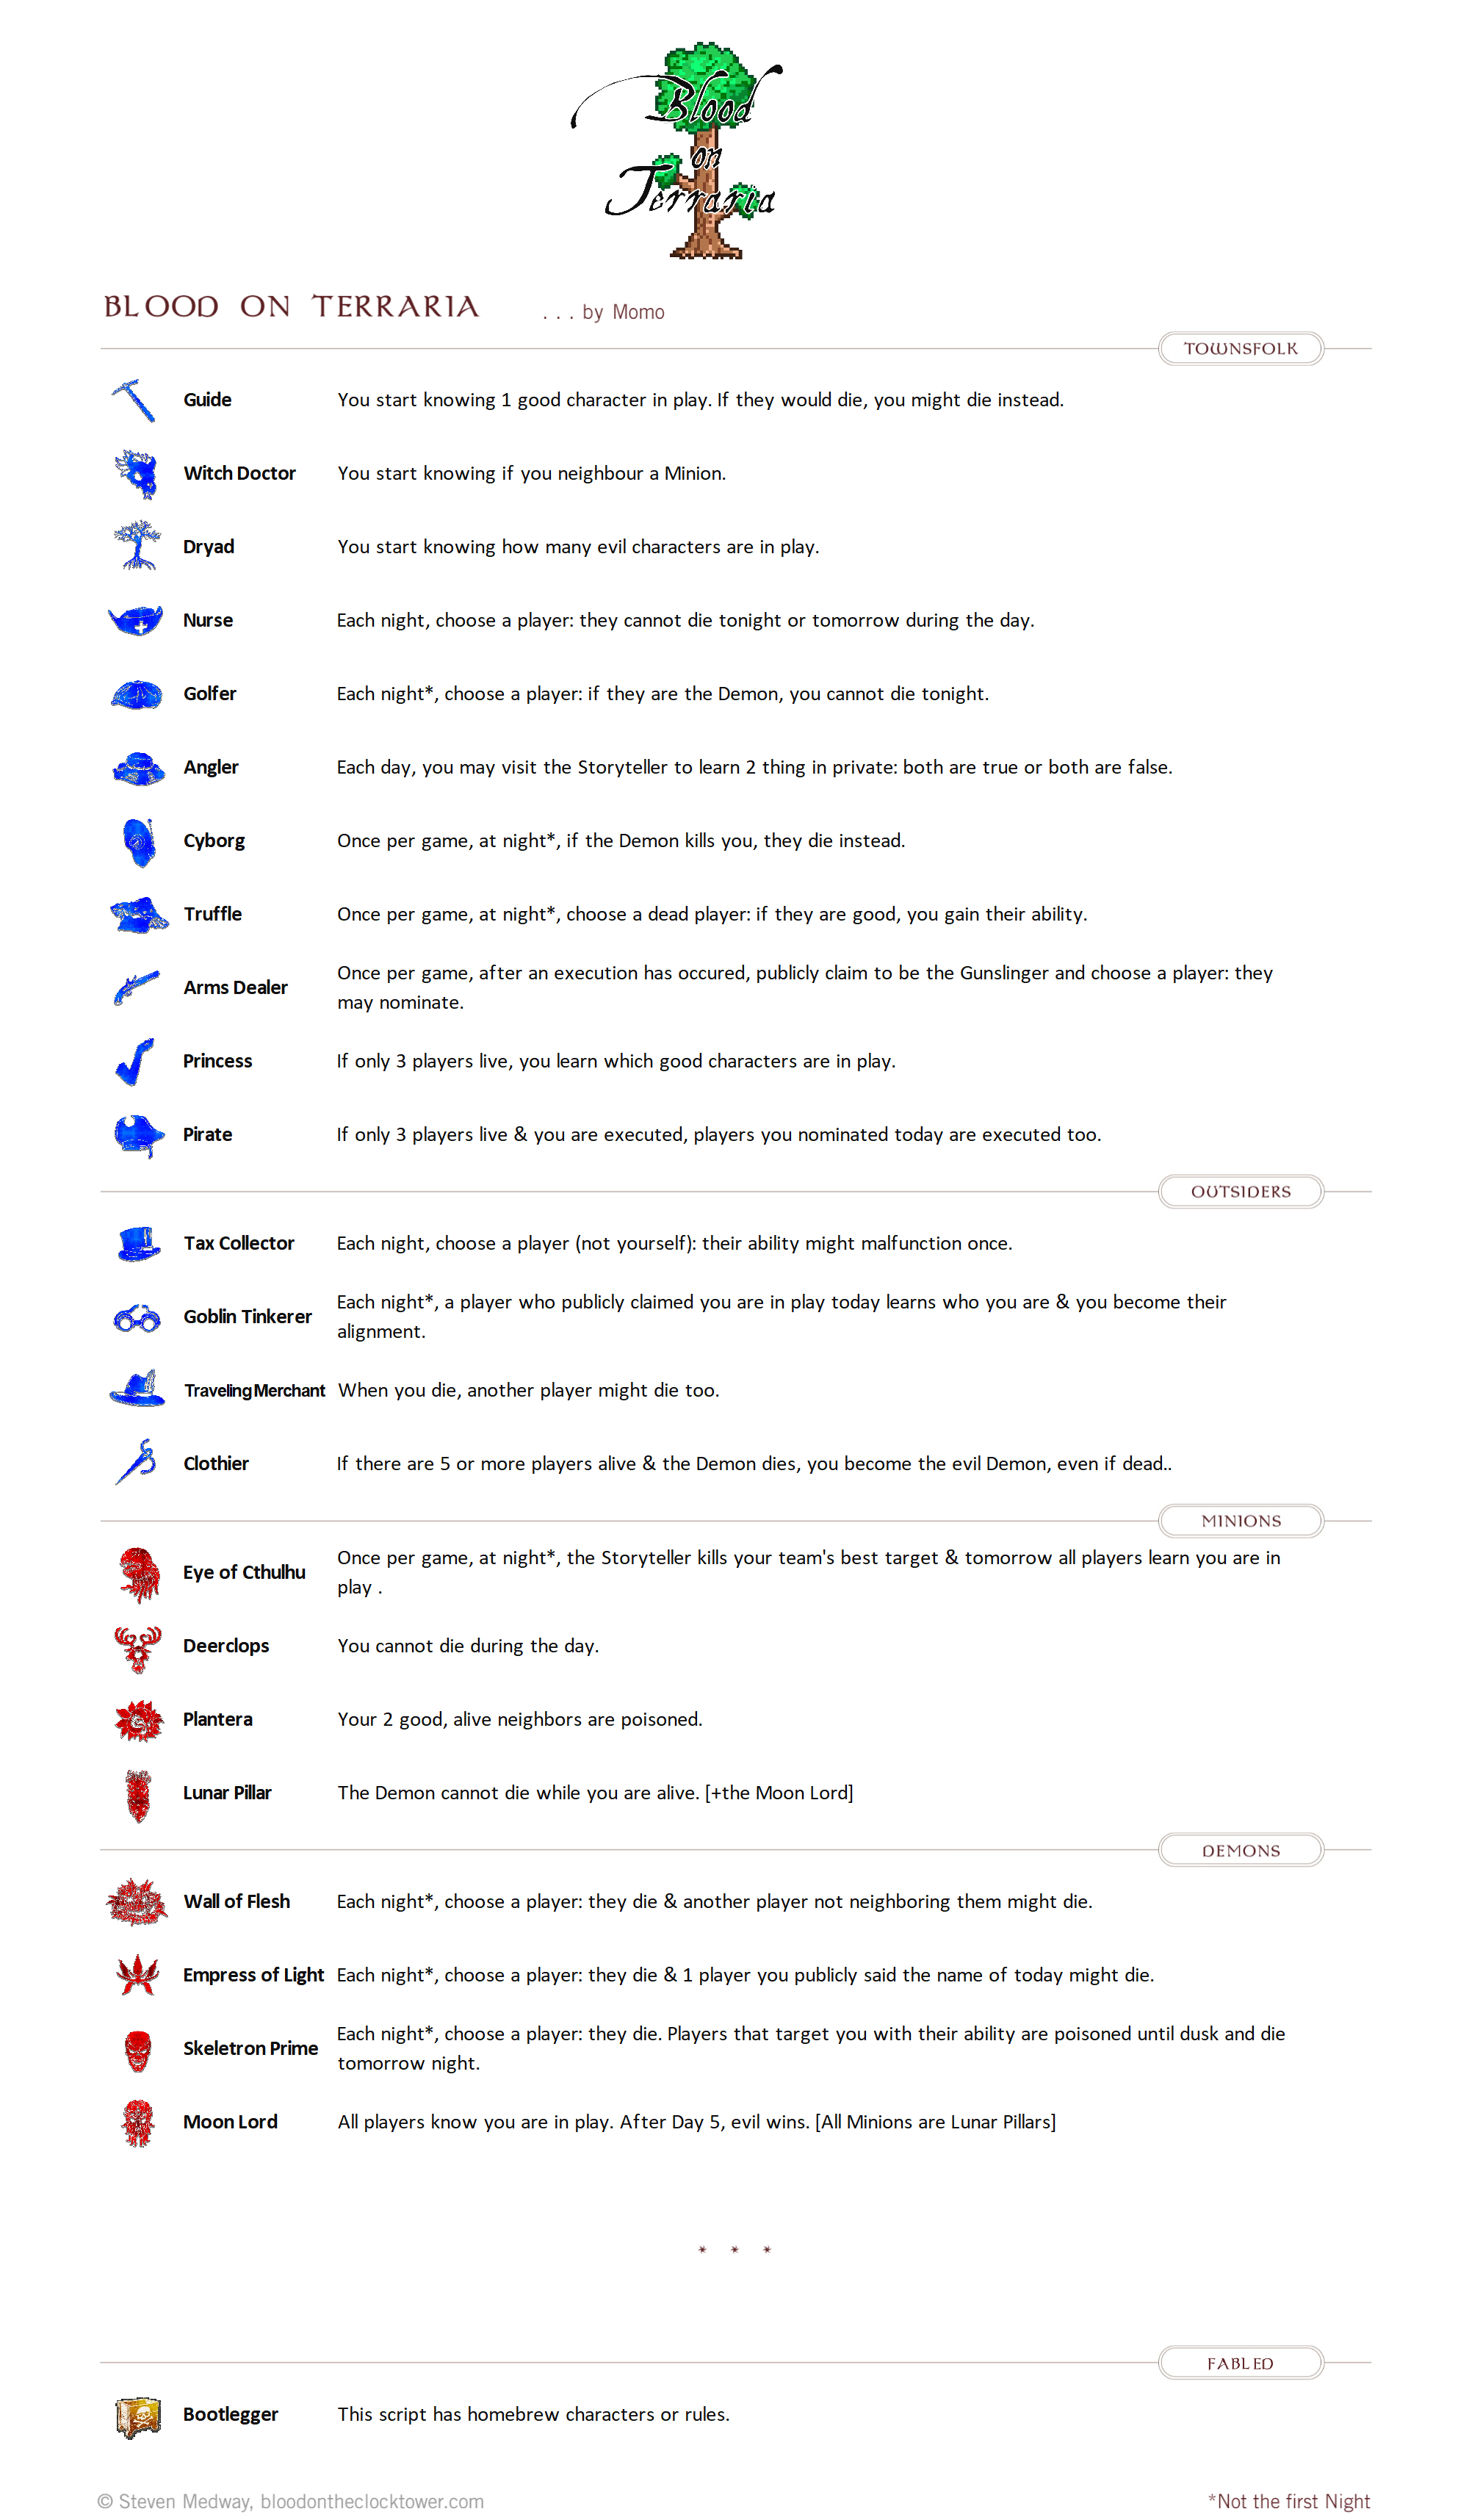 Blood
on
Terraria
BLOOD ON TERRARIA . . . by Momo
TOWNSFOLK
Guide You start knowing 1 good character in play. If they would die, you might die instead.
Witch Doctor You start knowing if you neighbour a Minion.
Dryad You start knowing how many evil characters are in play.
Nurse Each night, choose a player: they cannot die tonight or tomorrow during the day.
Golfer Each night*, choose a player: if they are the Demon, you cannot die tonight.
Angler Each day, you may visit the Storyteller to learn 2 thing in private: both are true or both are false.
Cyborg Once per game, at night*, if the Demon kills you, they die instead.
Truffle Once per game, at night*, choose a dead player: if they are good, you gain their ability.
Arms Dealer Once per game, after an execution has occured, publicly claim to be the Gunslinger and choose a player: they
may nominate.
Princess If only 3 players live, you learn which good characters are in play.
Pirate If only 3 players live & you are executed, players you nominated today are executed too.
OUTSIDERS
Tax Collector Each night, choose a player (not yourself): their ability might malfunction once.
Goblin Tinkerer Each night*, a player who publicly claimed you are in play today learns who you are & you become their
alignment.
Traveling Merchant When you die, another player might die too.
Clothier If there are 5 or more players alive & the Demon dies, you become the evil Demon, even if dead..
MINIONS
Eye of Cthulhu Once per game, at night*, the Storyteller kills your team's best target & tomorrow all players learn you are in
play .
Deerclops You cannot die during the day.
Plantera Your 2 good, alive neighbors are poisoned.
Lunar Pillar The Demon cannot die while you are alive. [+the Moon Lord]
DEMONS
Wall of Flesh Each night*, choose a player: they die & another player not neighboring them might die.
Empress of Light Each night*, choose a player: they die & 1 player you publicly said the name of today might die.
Skeletron Prime Each night*, choose a player: they die. Players that target you with their ability are poisoned until dusk and die
tomorrow night.
Moon Lord All players know you are in play. After Day 5, evil wins. [All Minions are Lunar Pillars]
* * *
FABLED
Bootlegger This script has homebrew characters or rules.
© Steven Medway, bloodontheclocktower.com *Not the first Night